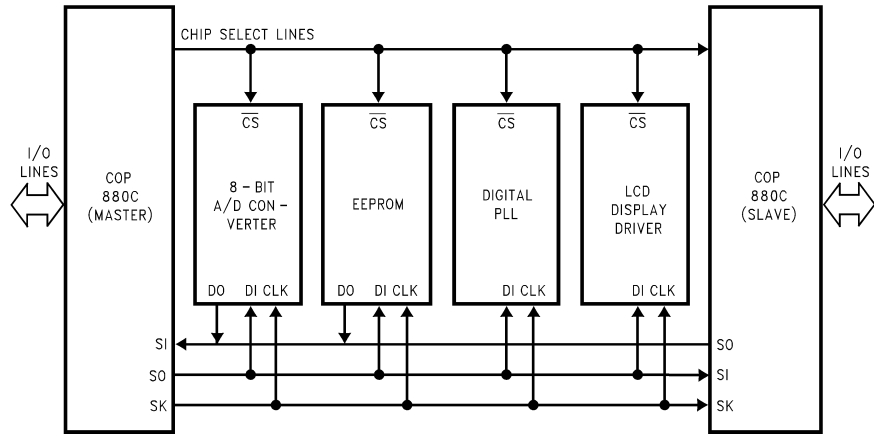 CHIP SELECT LINES
I/O
LINES
COP
880C
(MASTER)
CS
8-BIT
A/D CON-
VERTER
DO
DI
CLK
CS
EEPROM
DO
DI
CLK
CS
DIGITAL
PLL
DI
CLK
CS
LCD
DISPLAY
DRIVER
DI
CLK
COP
880C
(SLAVE)
I/O
LINES
SI
SO
SK
SO
SI
SK